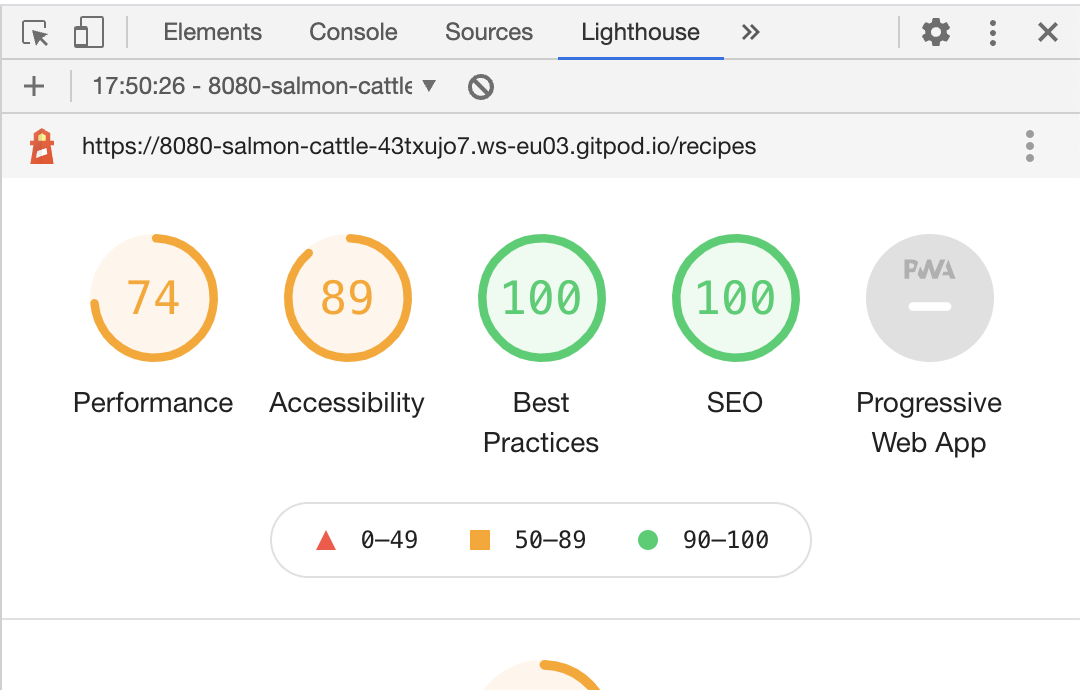 Elements Console Sources Lighthouse »
17:50:26 - 8080-salmon-cattle
https://8080-salmon-cattle-43txujo7.ws-eu03.gitpod.io/recipes
74 89 100 100 PWA
Performance Accessibility Best Practices SEO Progressive Web App
0–49 50–89 90–100